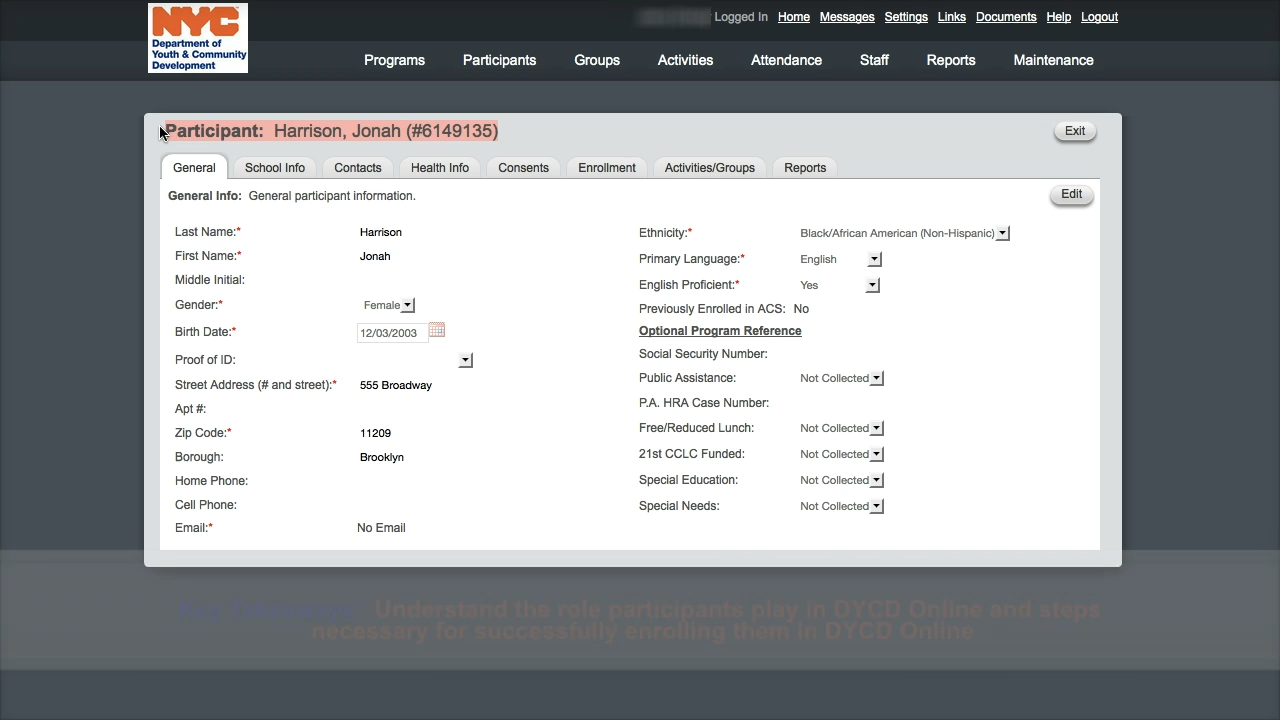 NYC
Department of
Youth & Community
Development
Logged In Home Messages Settings Links Documents Help Logout
Programs Participants Groups Activities Attendance Staff Reports Maintenance
Participant: Harrison, Jonah (#6149135)
Exit
General School Info Contacts Health Info Consents Enrollment Activities/Groups Reports
General Info: General participant information.
Edit
Last Name:* Harrison
First Name:* Jonah
Middle Initial:
Gender:* Female
Birth Date:* 12/03/2003
Proof of ID:
Street Address (# and street):* 555 Broadway
Apt #:
Zip Code:* 11209
Borough: Brooklyn
Home Phone:
Cell Phone:
Email:* No Email
Ethnicity:* Black/African American (Non-Hispanic)
Primary Language:* English
English Proficient:* Yes
Previously Enrolled in ACS: No
Optional Program Reference
Social Security Number:
Public Assistance: Not Collected
P.A. HRA Case Number:
Free/Reduced Lunch: Not Collected
21st CCLC Funded: Not Collected
Special Education: Not Collected
Special Needs: Not Collected
Understand the role participants play in DYCD Online and steps
necessary for successfully enrolling them in DYCD Online